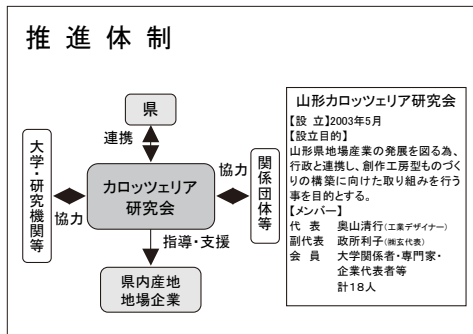 推進体制
県
連携
大学・研究機関等
協力
カロッツェリア
研究会
協力
関係団体等
指導・支援
県内産地
地場企業
山形カロッツェリア研究会
【設 立】2003年5月
【設立目的】
山形県地場産業の発展を図る為、
行政と連携し、創作工房型ものづく
りの構築に向けた取り組みを行う
事を目的とする。
【メンバー】
代 表 奥山清行(工業デザイナー)
副代表 政所利子(㈱玄代表)
会 員 大学関係者・専門家・
企業代表者等
計18人